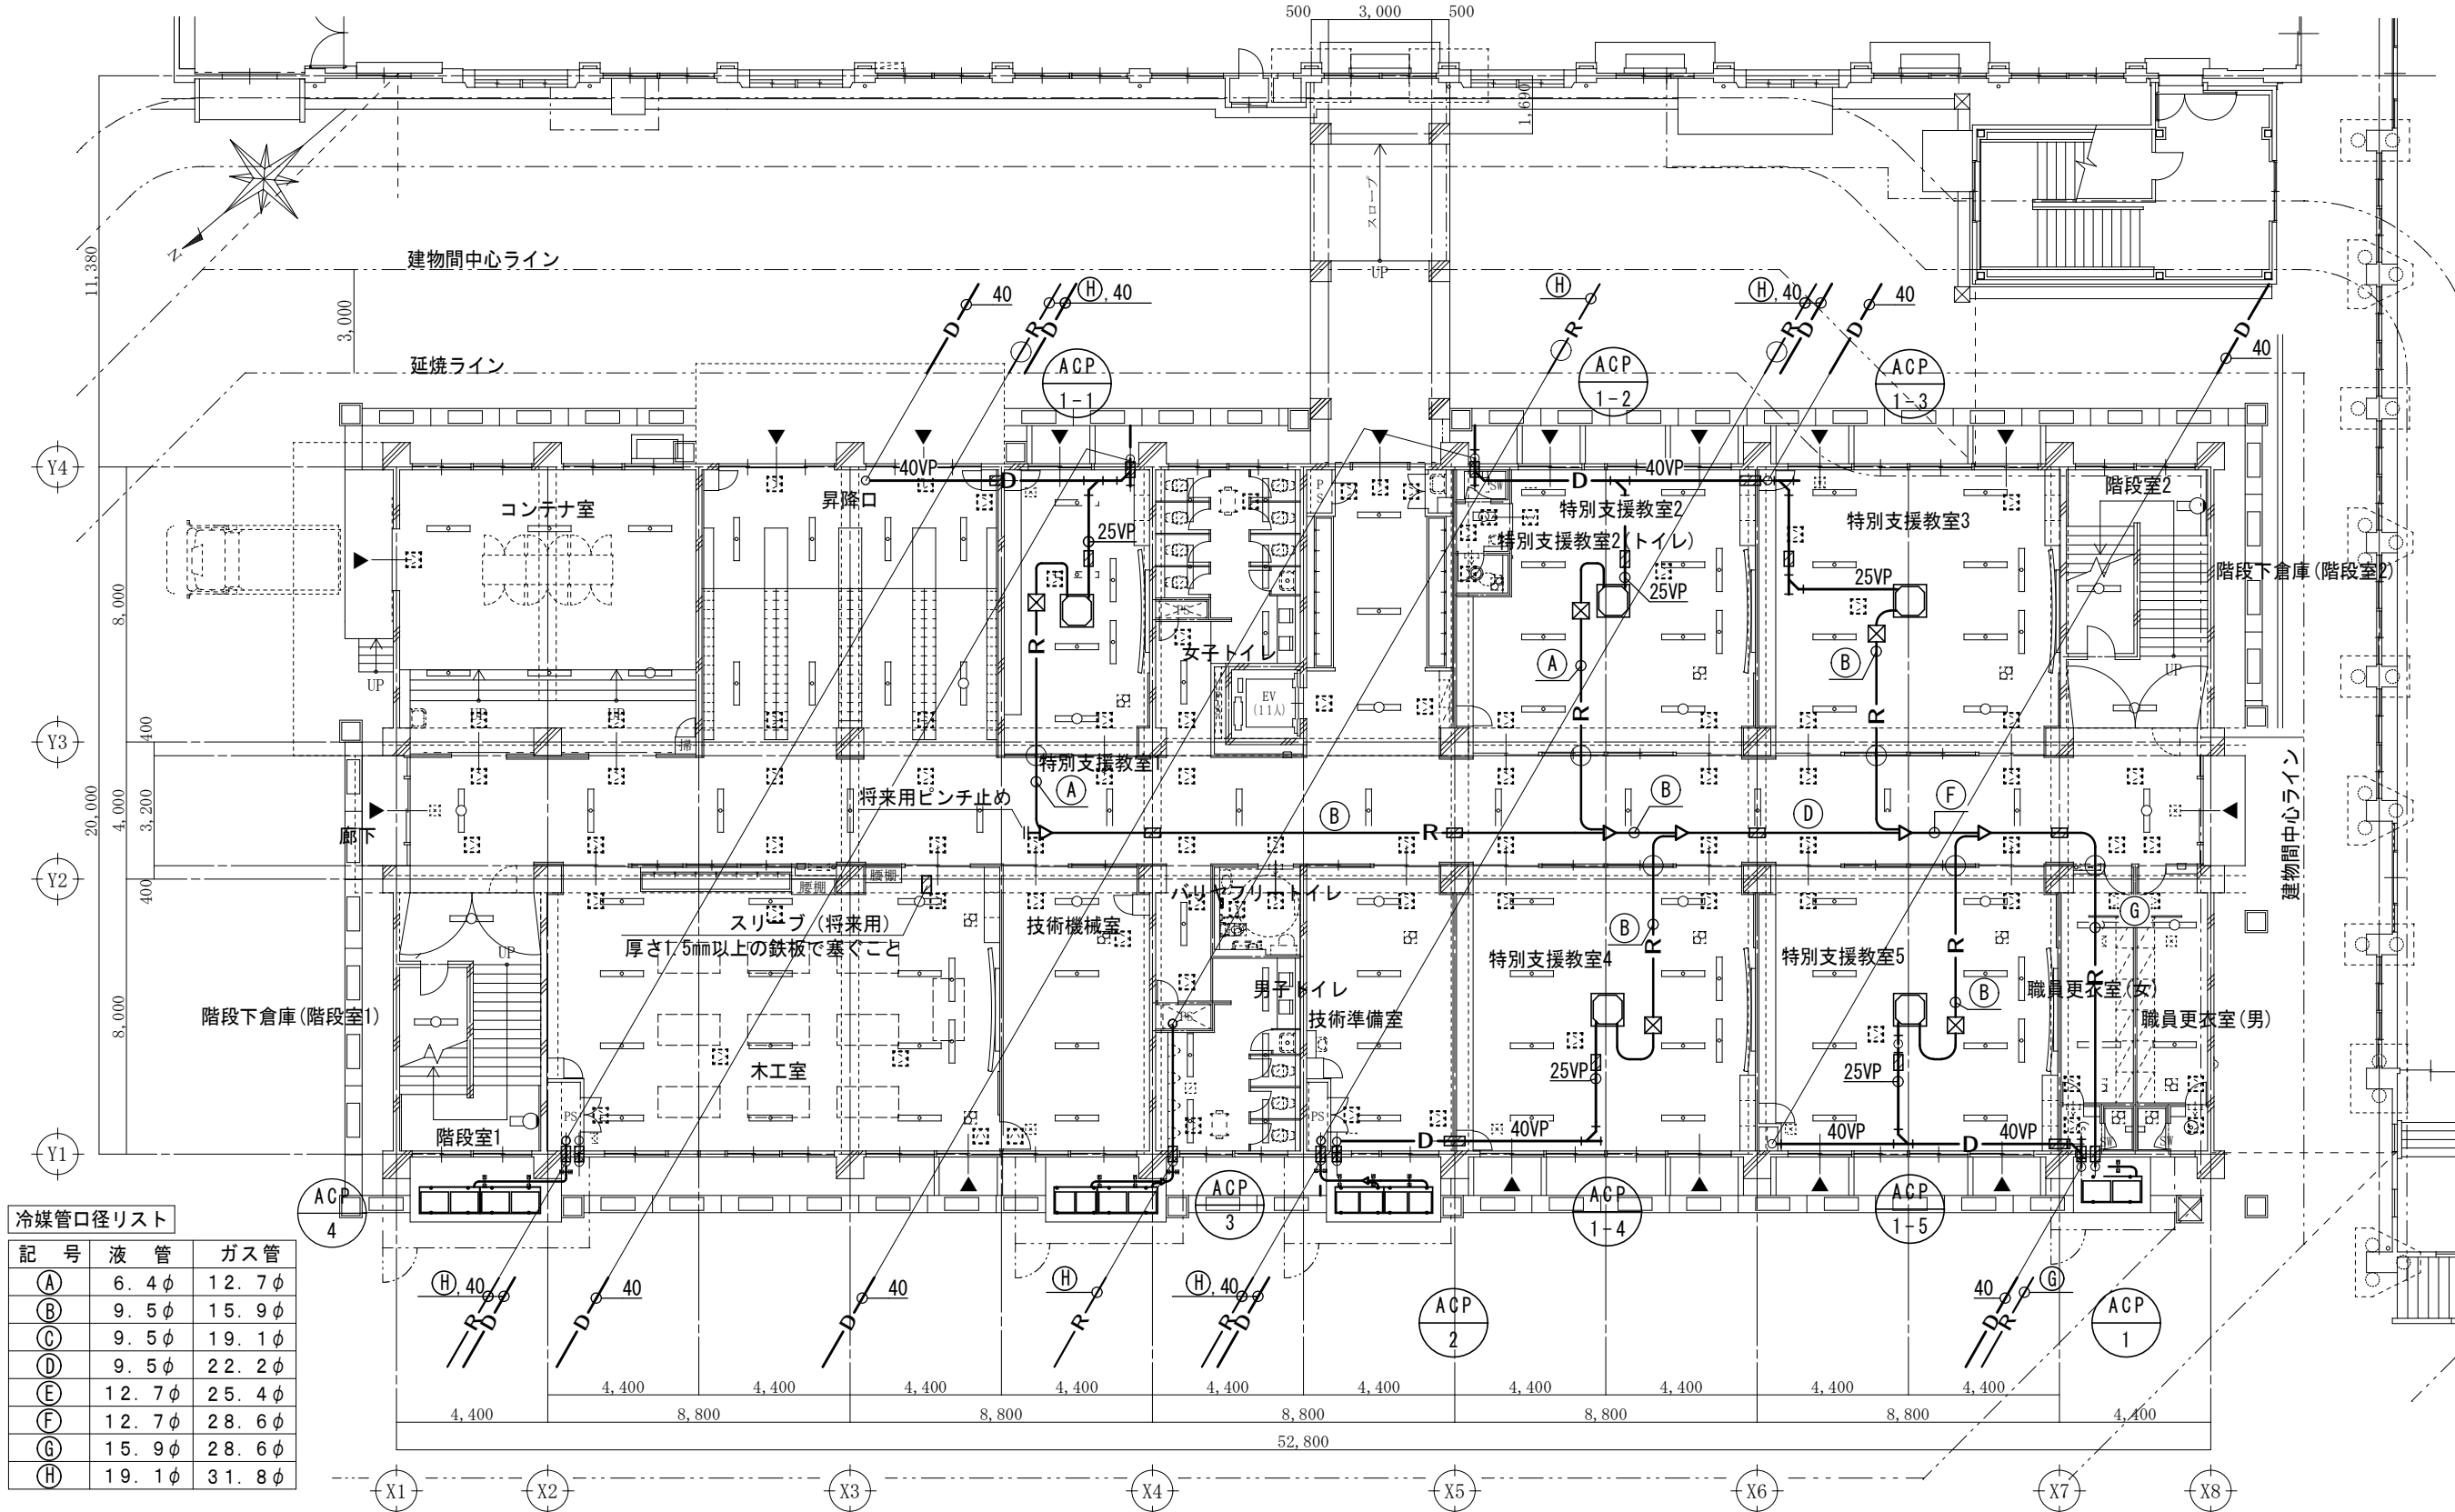 500 3,000 500
1,690
スロープ
UP
11,380
N
建物間中心ライン
3,000
延焼ライン
D 40
R D Ⓗ,40
Ⓗ R
Ⓗ,40 R D
D 40
D 40
ACP 1-1
ACP 1-2
ACP 1-3
Y4
コンテナ室
昇降口
40VP
D
25VP
PS
SW
40VP
D
特別支援教室2
特別支援教室2(トイレ)
25VP
特別支援教室3
25VP
階段室2
階段下倉庫(階段室2)
8,000
R
PS
女子トイレ
EV
(11人)
Ⓐ
Ⓑ
R
R
UP
UP
UP
UP
掃
Y3
400
特別支援教室1
Ⓐ
将来用ピンチ止め
20,000
4,000
3,200
廊下
Ⓑ
R
Ⓑ
Ⓓ
Ⓕ
建物間中心ライン
Y2
400
腰棚
腰棚
バリヤフリートイレ
スリーブ(将来用)
厚さ1.5mm以上の鉄板で塞ぐこと
技術機械室
UP
Ⓑ
R
R
Ⓖ
R
特別支援教室4
特別支援教室5
男子トイレ
職員更衣室(女)
Ⓑ
階段下倉庫(階段室1)
PS
技術準備室
職員更衣室(男)
8,000
木工室
25VP
25VP
階段室1
PS
PS
D
40VP
40VP
D
40VP
SW
SW
Y1
ACP 4
ACP 3
ACP 1-4
ACP 1-5
ACP 2
ACP 1
Ⓗ,40 R D
D 40
D 40
Ⓗ R
Ⓗ,40 R D
40 D R Ⓖ
冷媒管口径リスト
記 号 液 管 ガス管
Ⓐ 6.4φ 12.7φ
Ⓑ 9.5φ 15.9φ
Ⓒ 9.5φ 19.1φ
Ⓓ 9.5φ 22.2φ
Ⓔ 12.7φ 25.4φ
Ⓕ 12.7φ 28.6φ
Ⓖ 15.9φ 28.6φ
Ⓗ 19.1φ 31.8φ
4,400 4,400 4,400 4,400 4,400 4,400 4,400 4,400 4,400 4,400
4,400 8,800 8,800 8,800 8,800 8,800 4,400
52,800
X1 X2 X3 X4 X5 X6 X7 X8